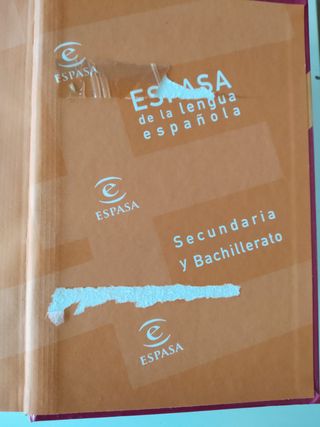 ESPASA
ESPASA
de la lengua
española
ESPASA
Secundaria
y Bachillerato
ESPASA